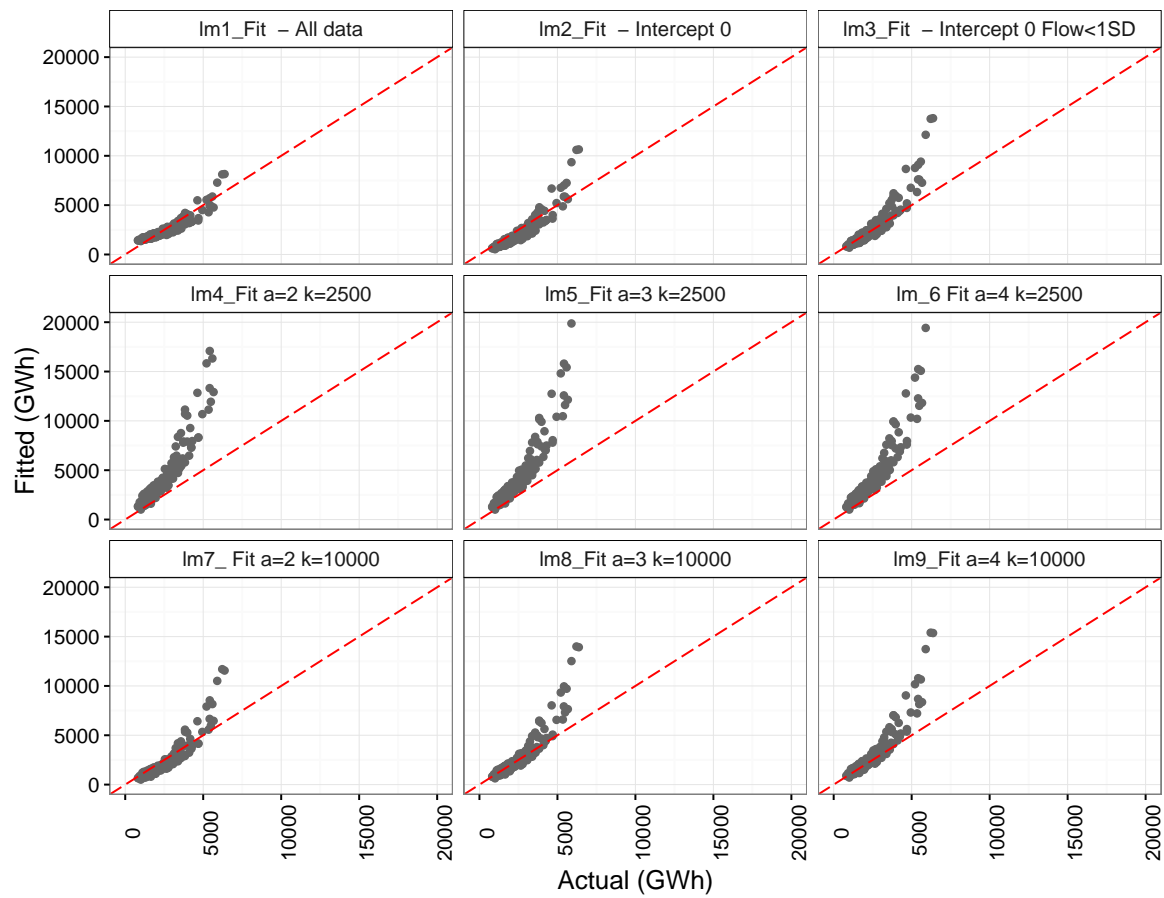 lm1_Fit  − All data
lm2_Fit  − Intercept 0
lm3_Fit  − Intercept 0 Flow<1SD
20000
15000
10000
5000
0
lm4_Fit a=2 k=2500
lm5_Fit a=3 k=2500
lm_6 Fit a=4 k=2500
20000
15000
10000
5000
0
Fitted (GWh)
lm7_ Fit a=2 k=10000
lm8_Fit a=3 k=10000
lm9_Fit a=4 k=10000
20000
15000
10000
5000
0
0 5000 10000 15000 20000
0 5000 10000 15000 20000
0 5000 10000 15000 20000
Actual (GWh)